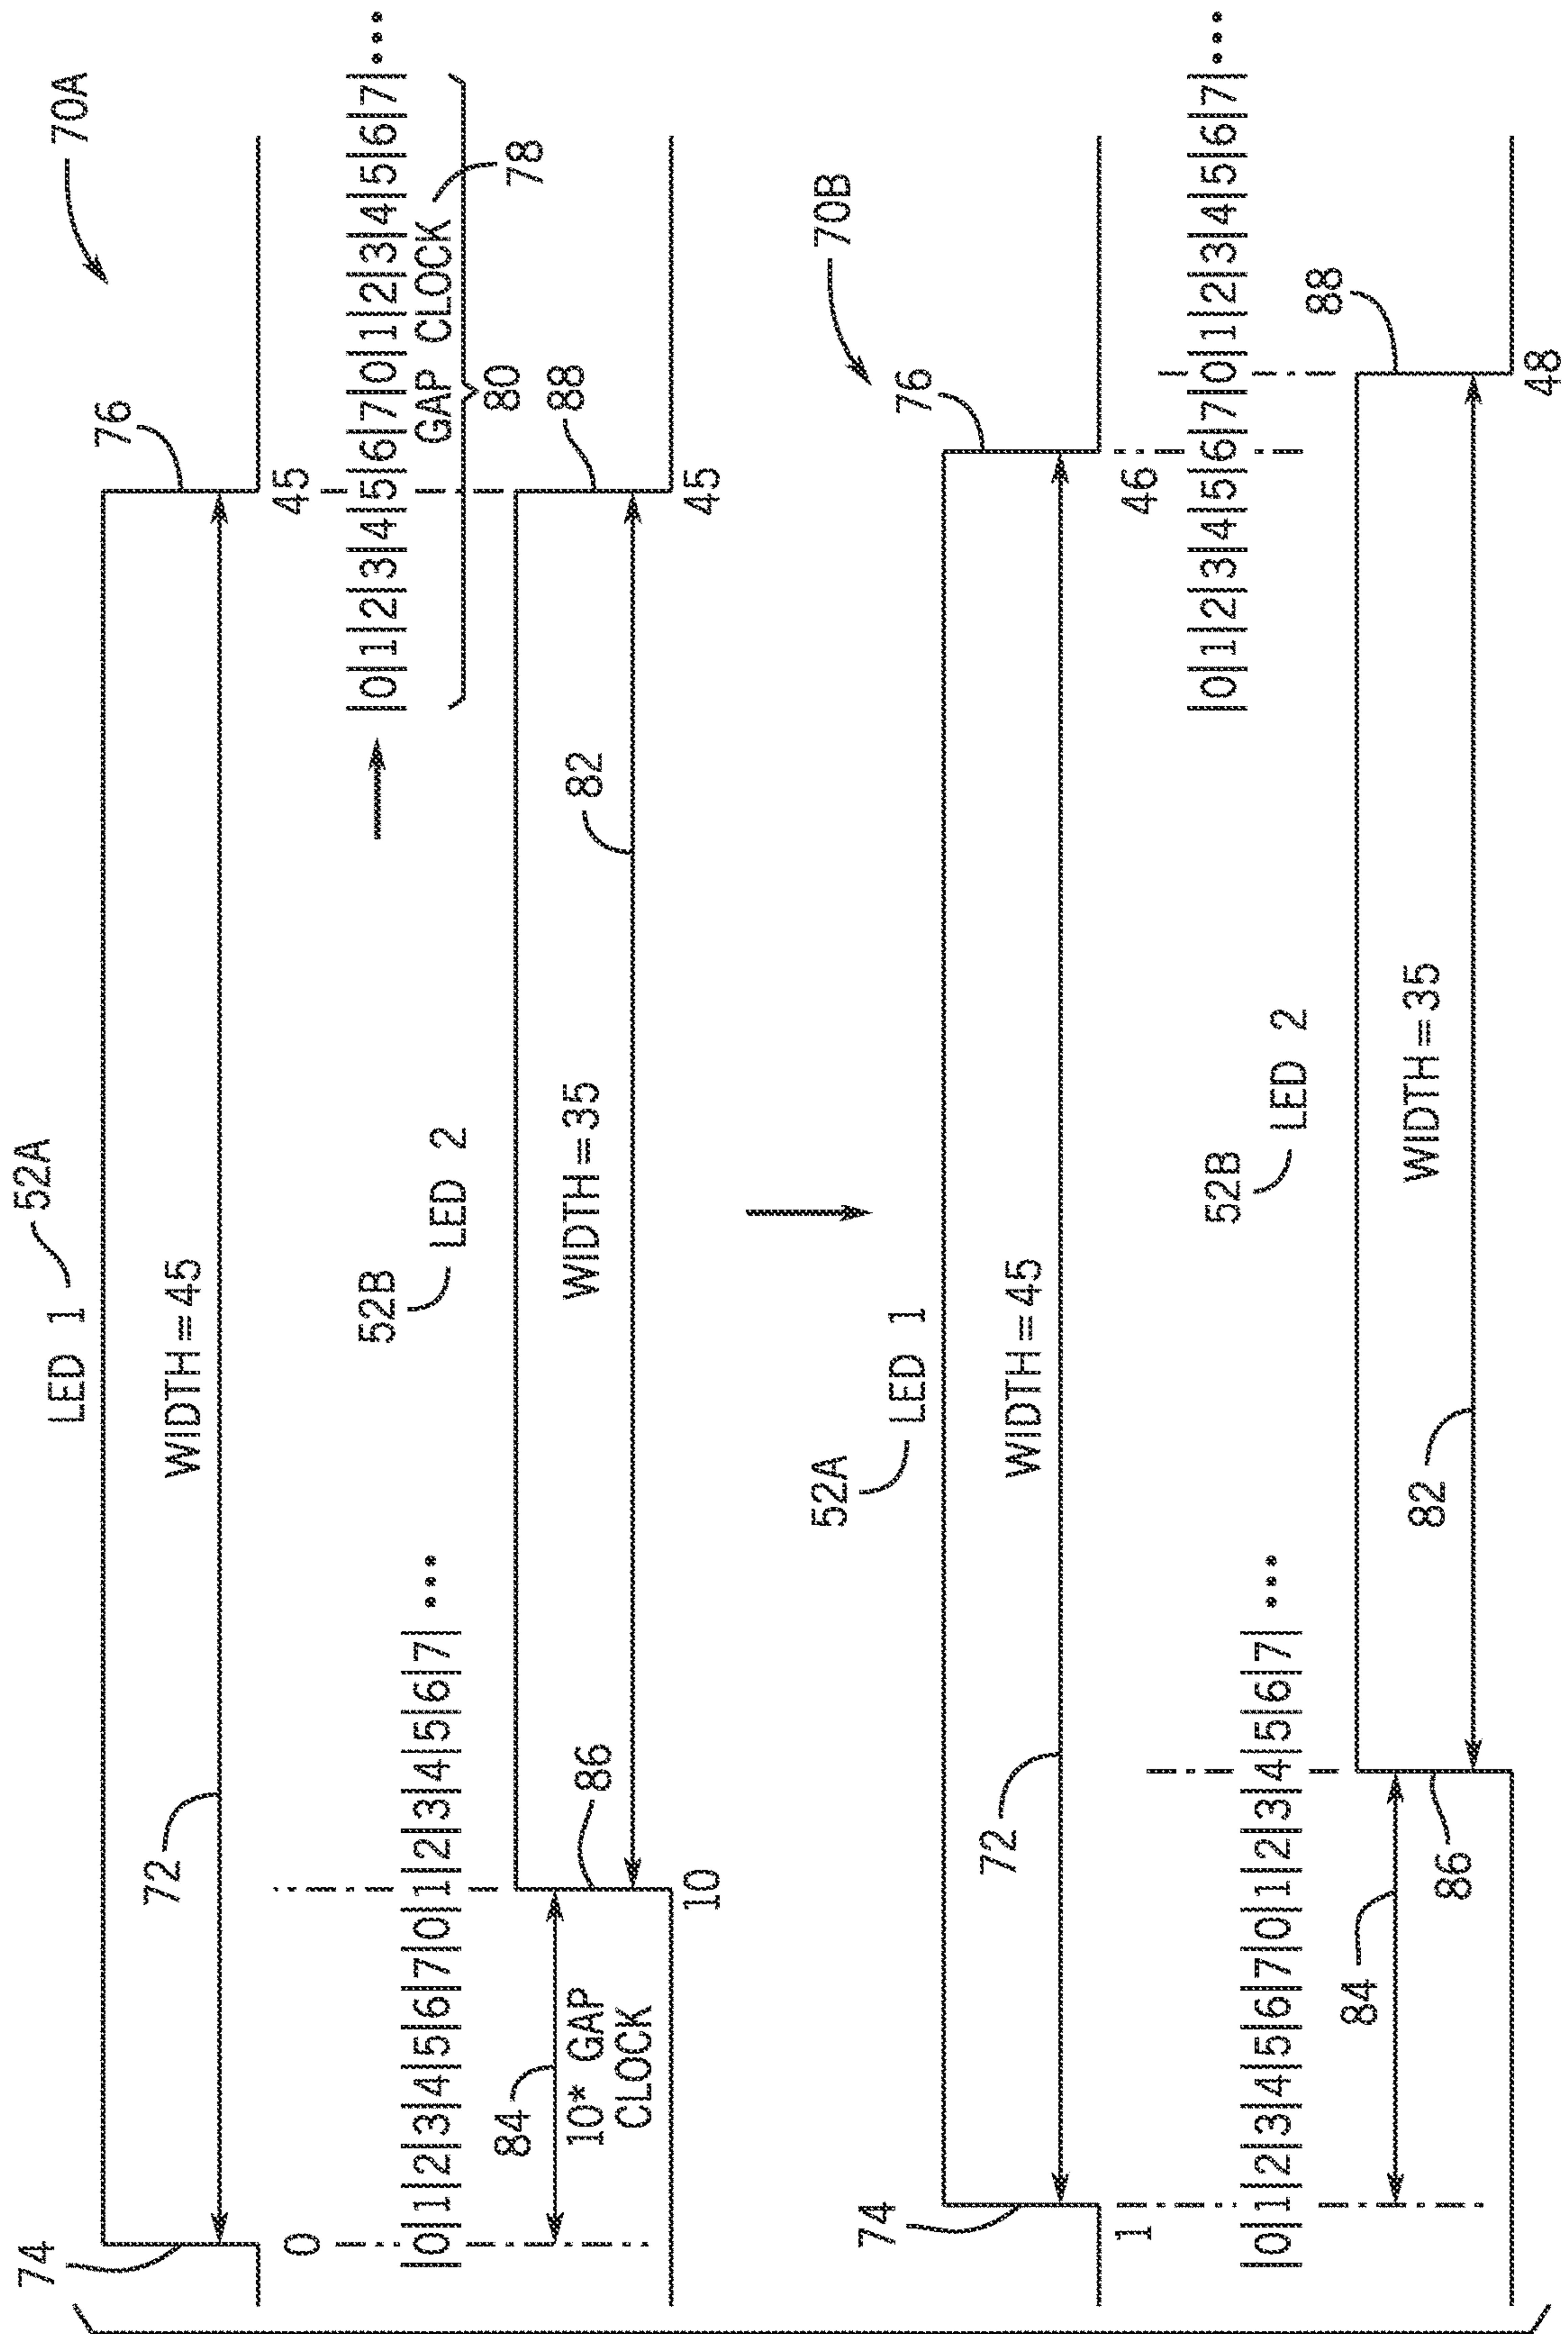 70A
LED 1
52A
74
76
WIDTH=45
72
0
45
|0|1|2|3|4|5|6|7|0|1|2|3|4|5|6|7|...
|0|1|2|3|4|5|6|7|0|1|2|3|4|5|6|7|...
GAP CLOCK
78
80
52B
LED 2
84
10* GAP
CLOCK
86
WIDTH=35
82
88
10
45
70B
52A
LED 1
74
76
WIDTH=45
72
1
46
|0|1|2|3|4|5|6|7|0|1|2|3|4|5|6|7|...
|0|1|2|3|4|5|6|7|0|1|2|3|4|5|6|7|...
52B
LED 2
84
86
WIDTH=35
82
88
48